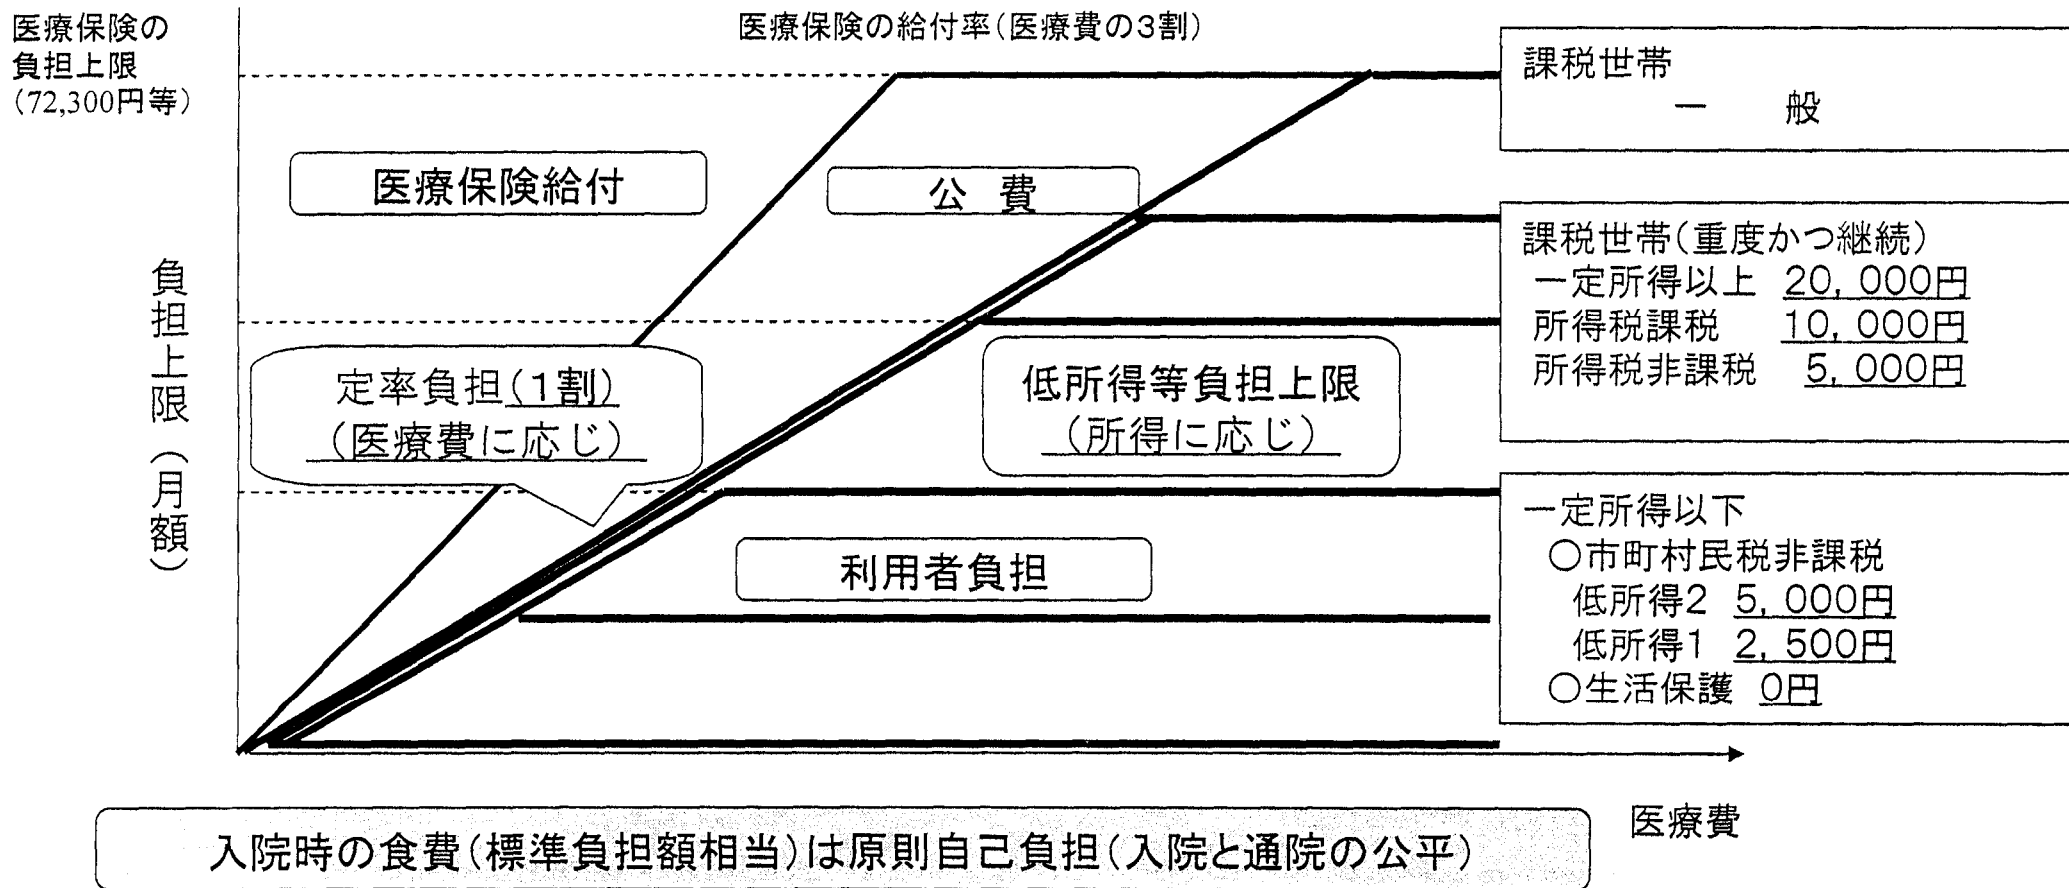 医療保険の
負担上限
(72,300円等)
医療保険の給付率(医療費の3割)
課税世帯
一 般
医療保険給付
公 費
課税世帯(重度かつ継続)
一定所得以上 20,000円
所得税課税 10,000円
所得税非課税 5,000円
負担上限(月額)
定率負担(1割)
(医療費に応じ)
低所得等負担上限
(所得に応じ)
利用者負担
一定所得以下
○市町村民税非課税
低所得2 5,000円
低所得1 2,500円
○生活保護 0円
医療費
入院時の食費(標準負担額相当)は原則自己負担(入院と通院の公平)